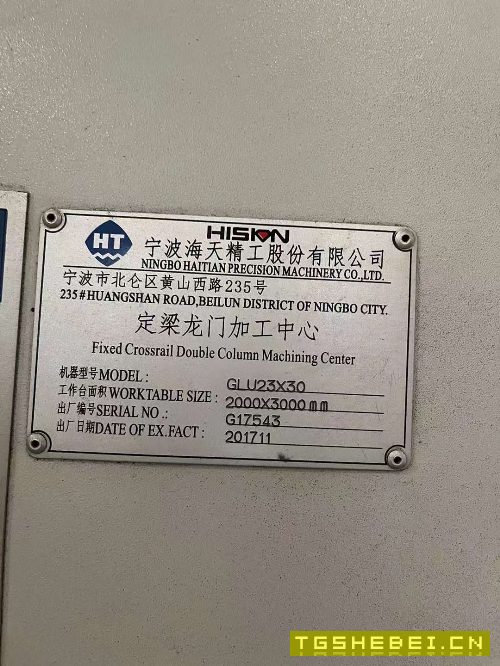 HISION
HT
宁波海天精工股份有限公司
NINGBO HAITIAN PRECISION MACHINERY CO.,LTD.
宁波市北仑区黄山西路235号
235#HUANGSHAN ROAD,BEILUN DISTRICT OF NINGBO CITY.
定梁龙门加工中心
Fixed Crossrail Double Column Machining Center
机器型号MODEL: GLU23X30
工作台面积WORKTABLE SIZE: 2000X3000mm
出厂编号SERIAL NO.: G17543
出厂日期DATE OF EX.FACT: 201711
TGSHEBEI.CN